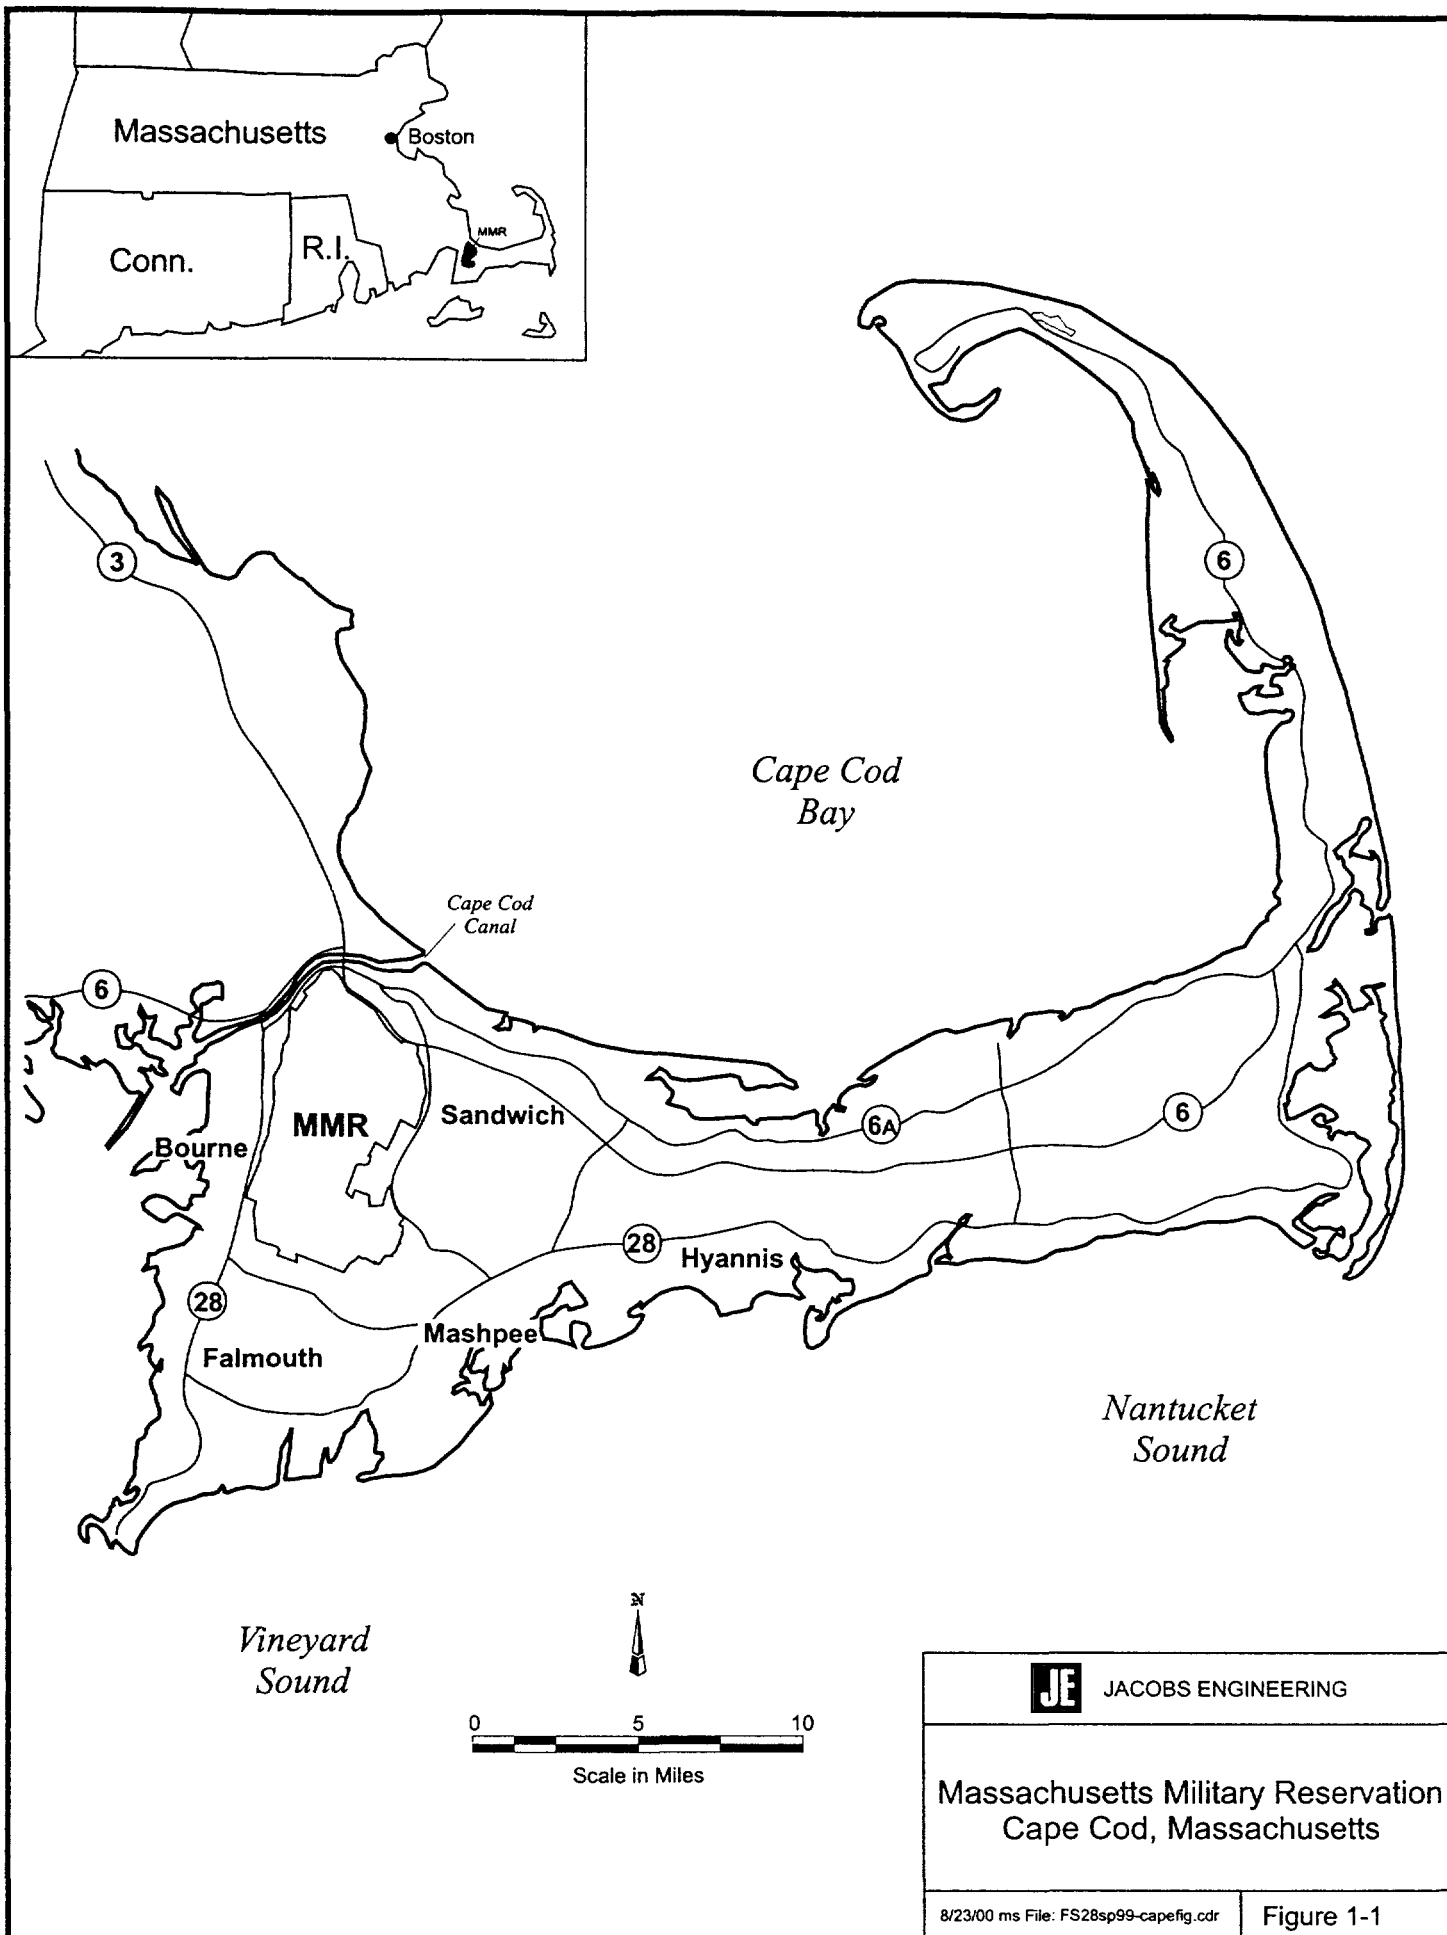 Massachusetts
Boston
MMR
R.I.
Conn.
3
6
Cape Cod
Bay
Cape Cod
Canal
6
MMR
Sandwich
6A
6
Bourne
28
Hyannis
28
Mashpee
Falmouth
Nantucket
Sound
Vineyard
Sound
N
0 5 10
Scale in Miles
JE JACOBS ENGINEERING
Massachusetts Military Reservation
Cape Cod, Massachusetts
8/23/00 ms File: FS28sp99-capefig.cdr
Figure 1-1